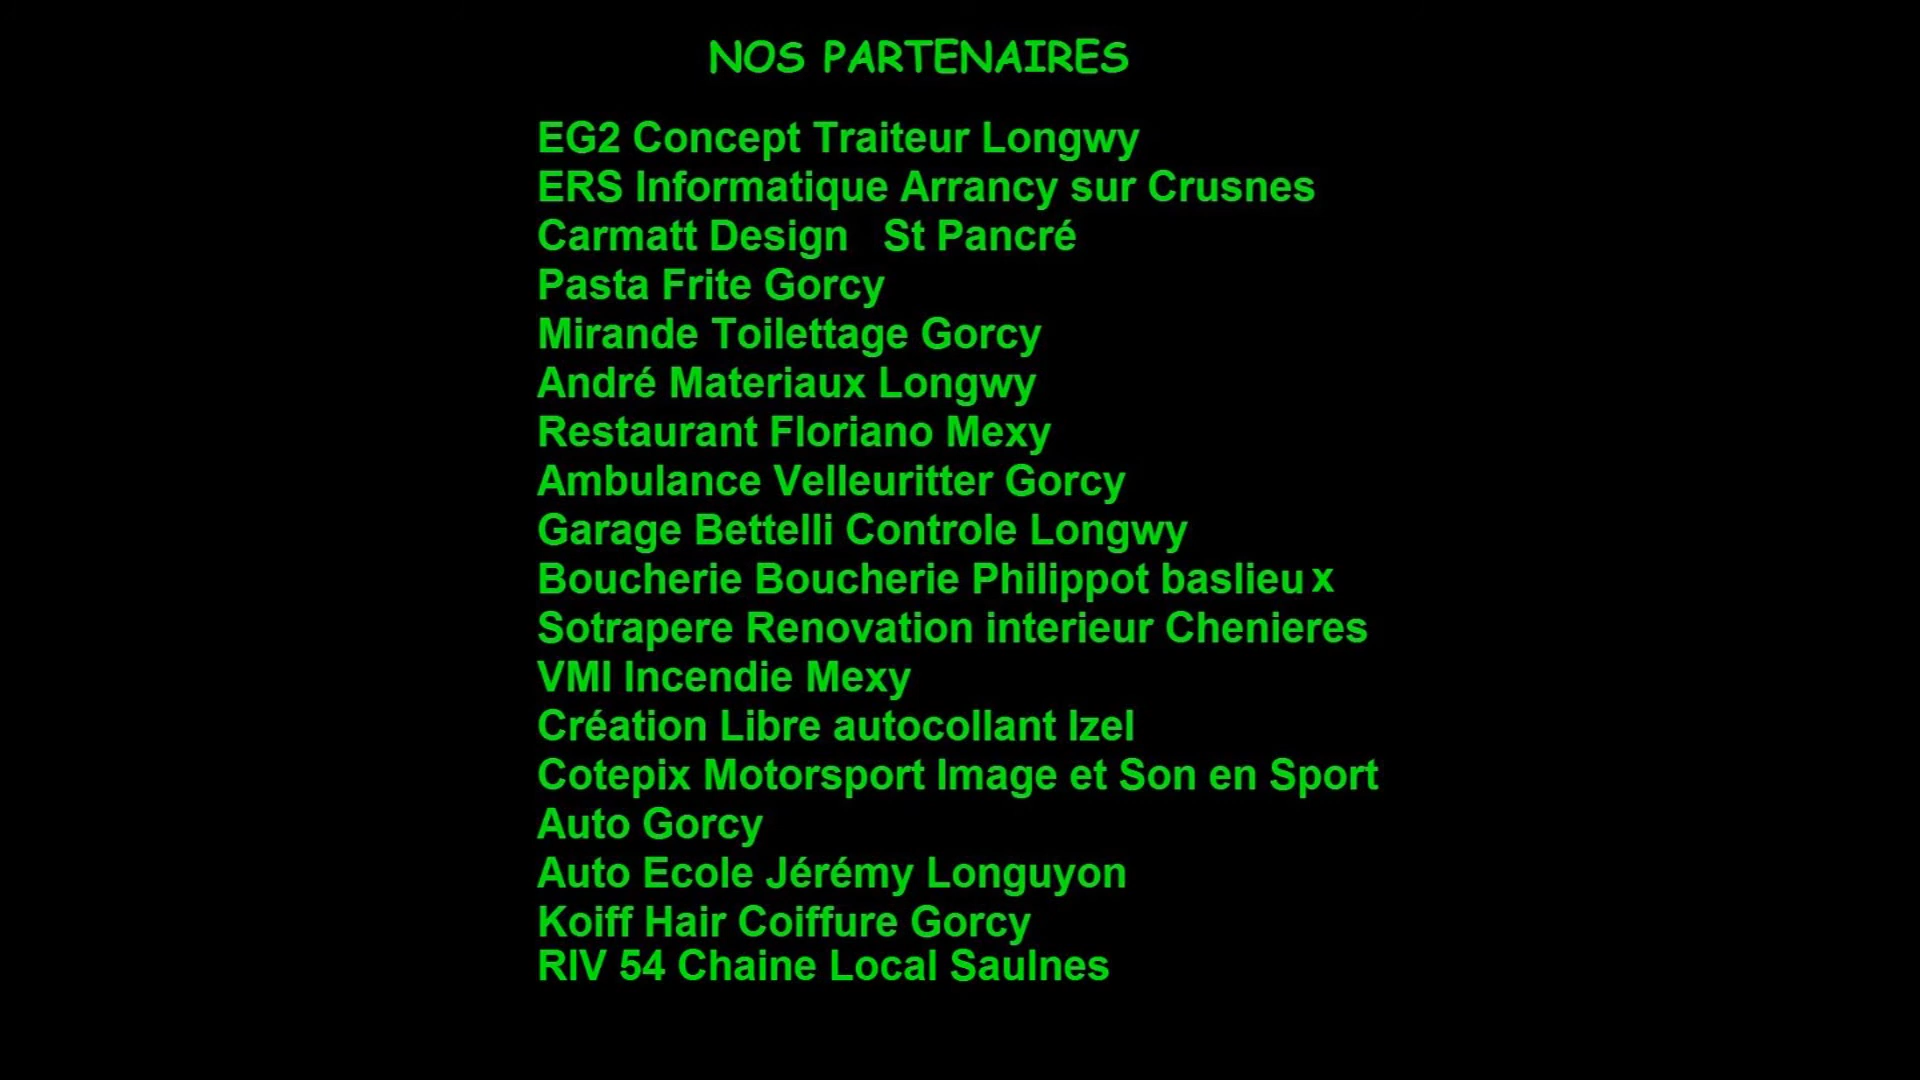 NOS PARTENAIRES
EG2 Concept Traiteur Longwy
ERS Informatique Arrancy sur Crusnes
Carmatt Design St Pancré
Pasta Frite Gorcy
Mirande Toilettage Gorcy
André Materiaux Longwy
Restaurant Floriano Mexy
Ambulance Velleuritter Gorcy
Garage Bettelli Controle Longwy
Boucherie Boucherie Philippot baslieux
Sotrapere Renovation interieur Chenieres
VMI Incendie Mexy
Création Libre autocollant Izel
Cotepix Motorsport Image et Son en Sport
Auto Gorcy
Auto Ecole Jérémy Longuyon
Koiff Hair Coiffure Gorcy
RIV 54 Chaine Local Saulnes